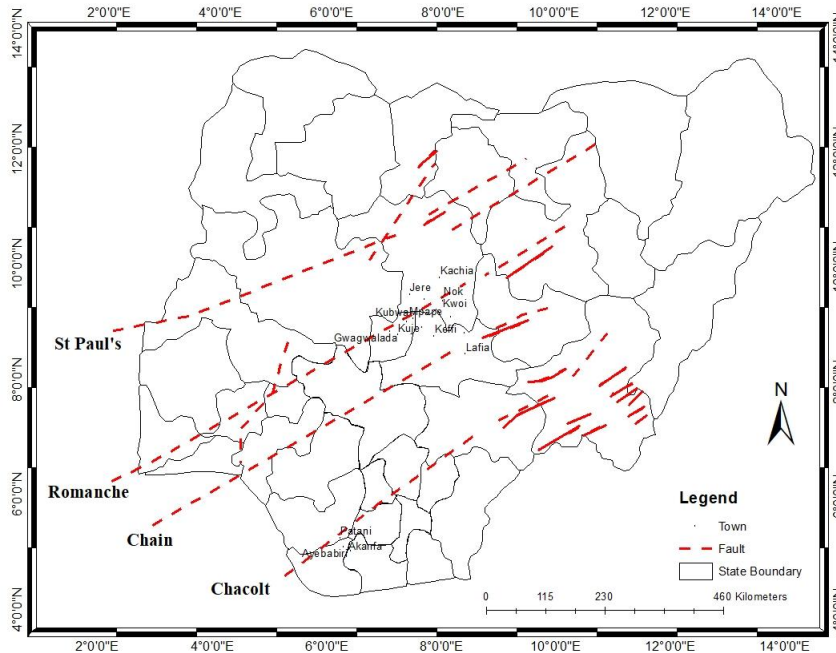 2°0'0"E 4°0'0"E 6°0'0"E 8°0'0"E 10°0'0"E 12°0'0"E 14°0'0"E
14°0'0"N
12°0'0"N
10°0'0"N
8°0'0"N
6°0'0"N
4°0'0"N
Kachia
Jere
Nok
Kwoi
Kubwa Mpape
Kuje Keffi
Gwagwalada
Lafia
St Paul's
Romanche
Chain
Chacolt
Patani
Akanfa
Ayebabiri
N
Legend
Town
Fault
State Boundary
0 115 230 460 Kilometers
2°0'0"E 4°0'0"E 6°0'0"E 8°0'0"E 10°0'0"E 12°0'0"E 14°0'0"E